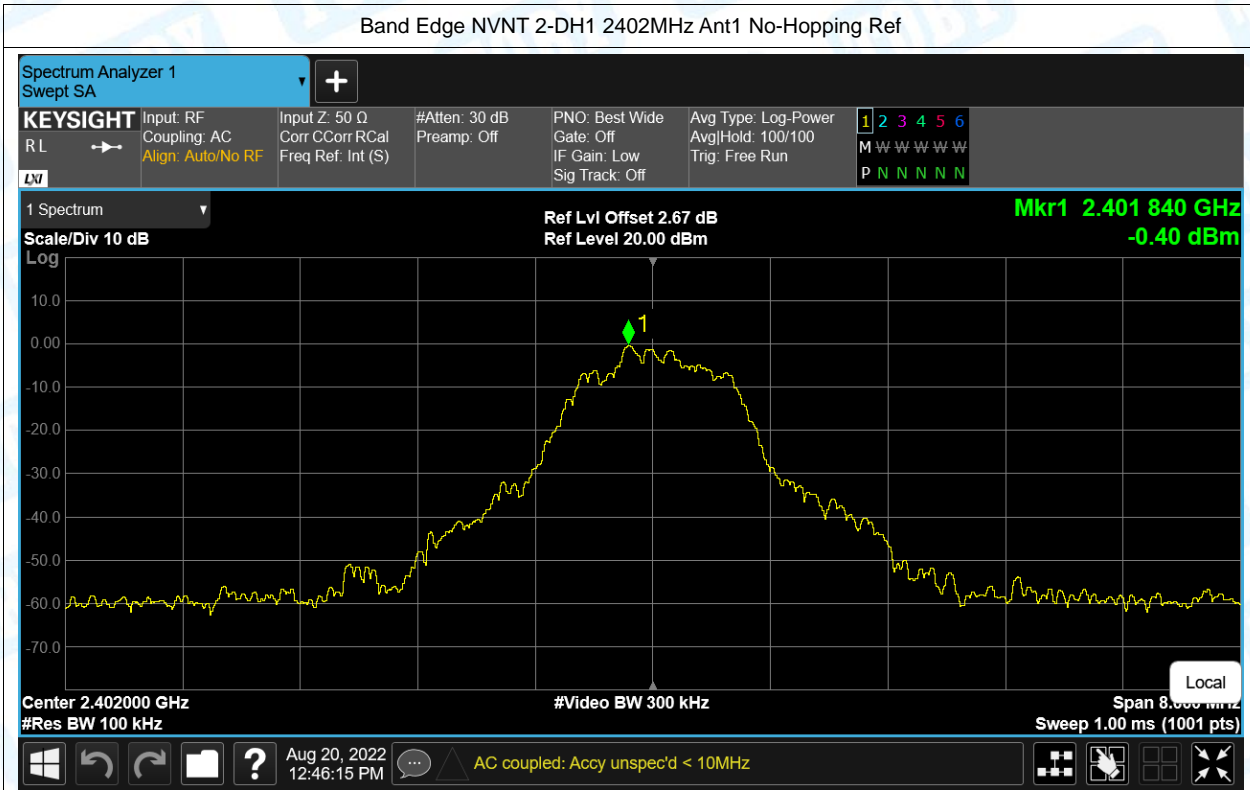 Band Edge NVNT 2-DH1 2402MHz Ant1 No-Hopping Ref
Spectrum Analyzer 1
Swept SA
KEYSIGHT
R L
LXI
Input: RF
Coupling: AC
Align: Auto/No RF
Input Z: 50 Ω
Corr CCorr RCal
Freq Ref: Int (S)
#Atten: 30 dB
Preamp: Off
PNO: Best Wide
Gate: Off
IF Gain: Low
Sig Track: Off
Avg Type: Log-Power
Avg|Hold: 100/100
Trig: Free Run
1 2 3 4 5 6
M W W W W W
P N N N N N
1 Spectrum
Scale/Div 10 dB
Ref Lvl Offset 2.67 dB
Ref Level 20.00 dBm
Mkr1 2.401 840 GHz
-0.40 dBm
Log
10.0
0.00
-10.0
-20.0
-30.0
-40.0
-50.0
-60.0
-70.0
1
Center 2.402000 GHz
#Res BW 100 kHz
#Video BW 300 kHz
Local
Span 8.000 MHz
Sweep 1.00 ms (1001 pts)
?
Aug 20, 2022
12:46:15 PM
AC coupled: Accy unspec'd < 10MHz